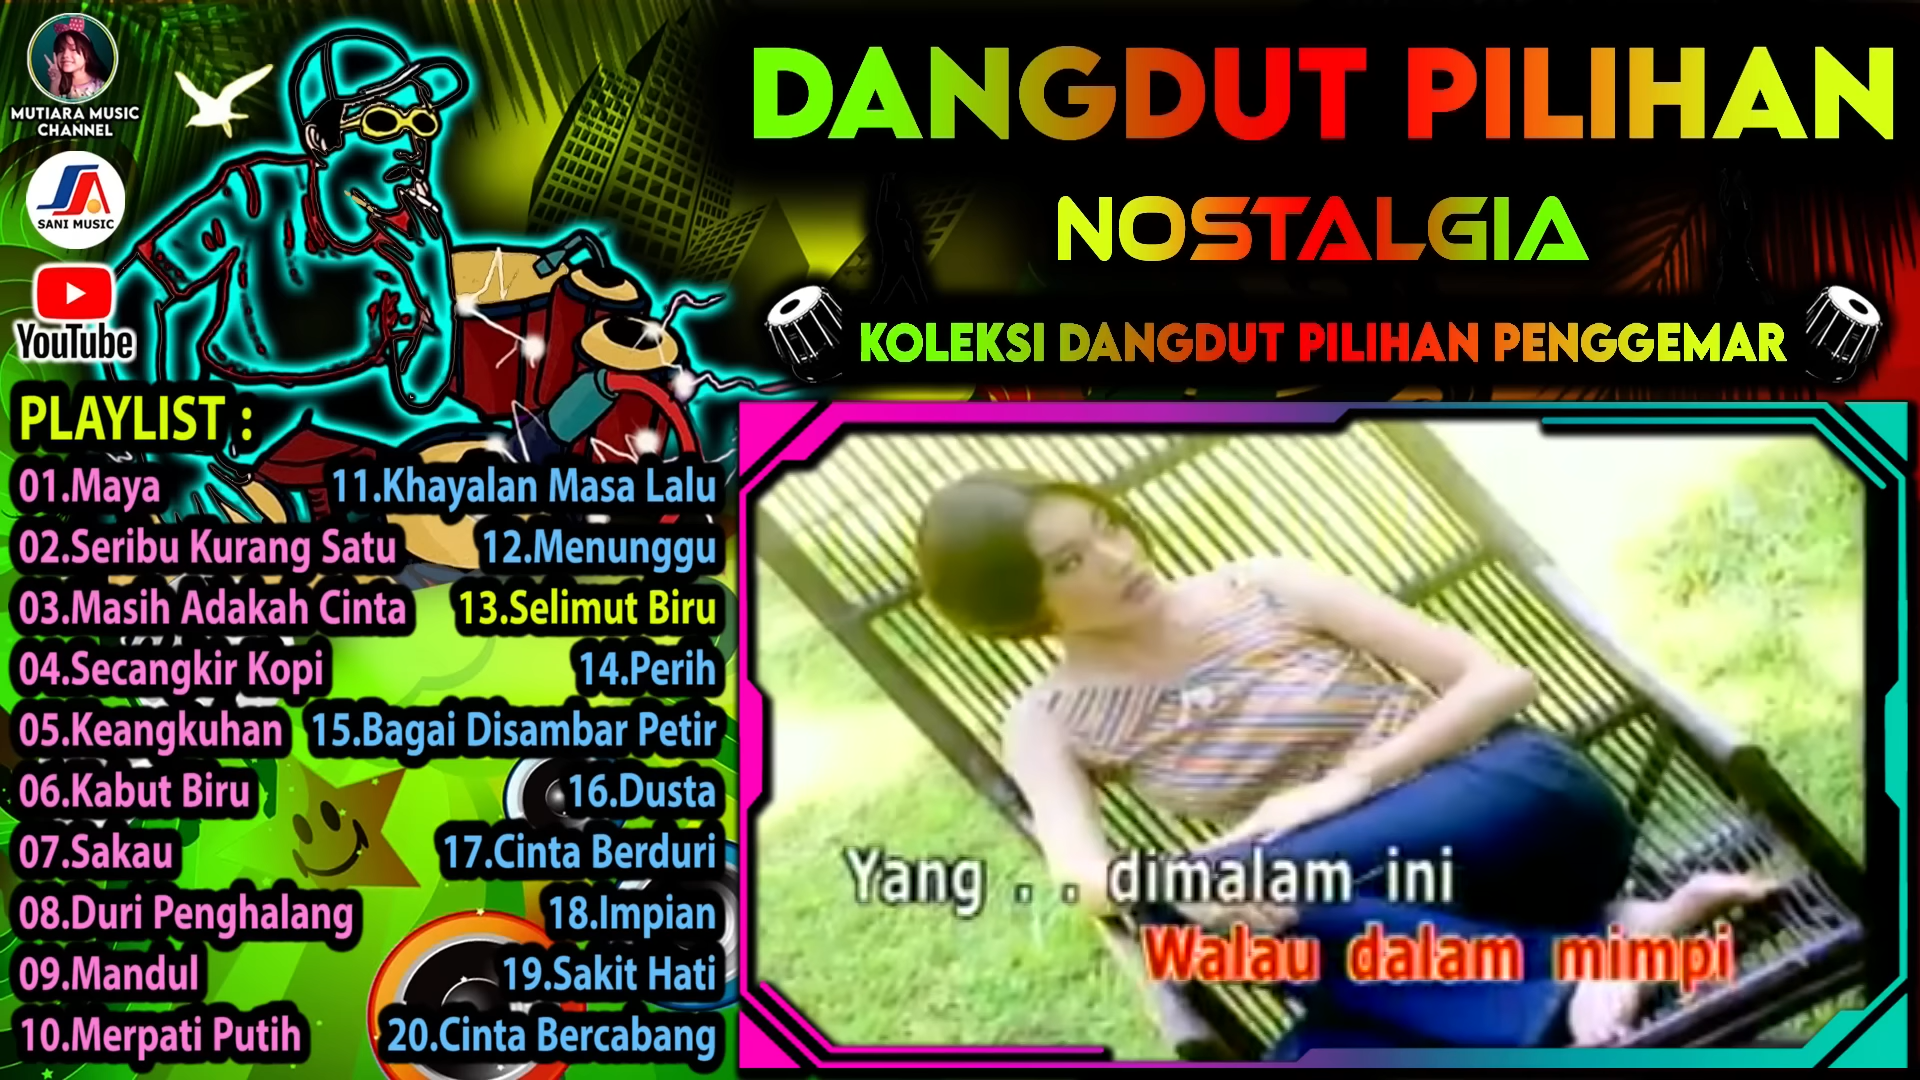 MUTIARA MUSIC
CHANNEL
SANI MUSIC
YouTube
DANGDUT PILIHAN
NOSTALGIA
KOLEKSI DANGDUT PILIHAN PENGGEMAR
PLAYLIST :
01.Maya
02.Seribu Kurang Satu
03.Masih Adakah Cinta
04.Secangkir Kopi
05.Keangkuhan
06.Kabut Biru
07.Sakau
08.Duri Penghalang
09.Mandul
10.Merpati Putih
11.Khayalan Masa Lalu
12.Menunggu
13.Selimut Biru
14.Perih
15.Bagai Disambar Petir
16.Dusta
17.Cinta Berduri
18.Impian
19.Sakit Hati
20.Cinta Bercabang
Yang . . dimalam ini
Walau dalam mimpi